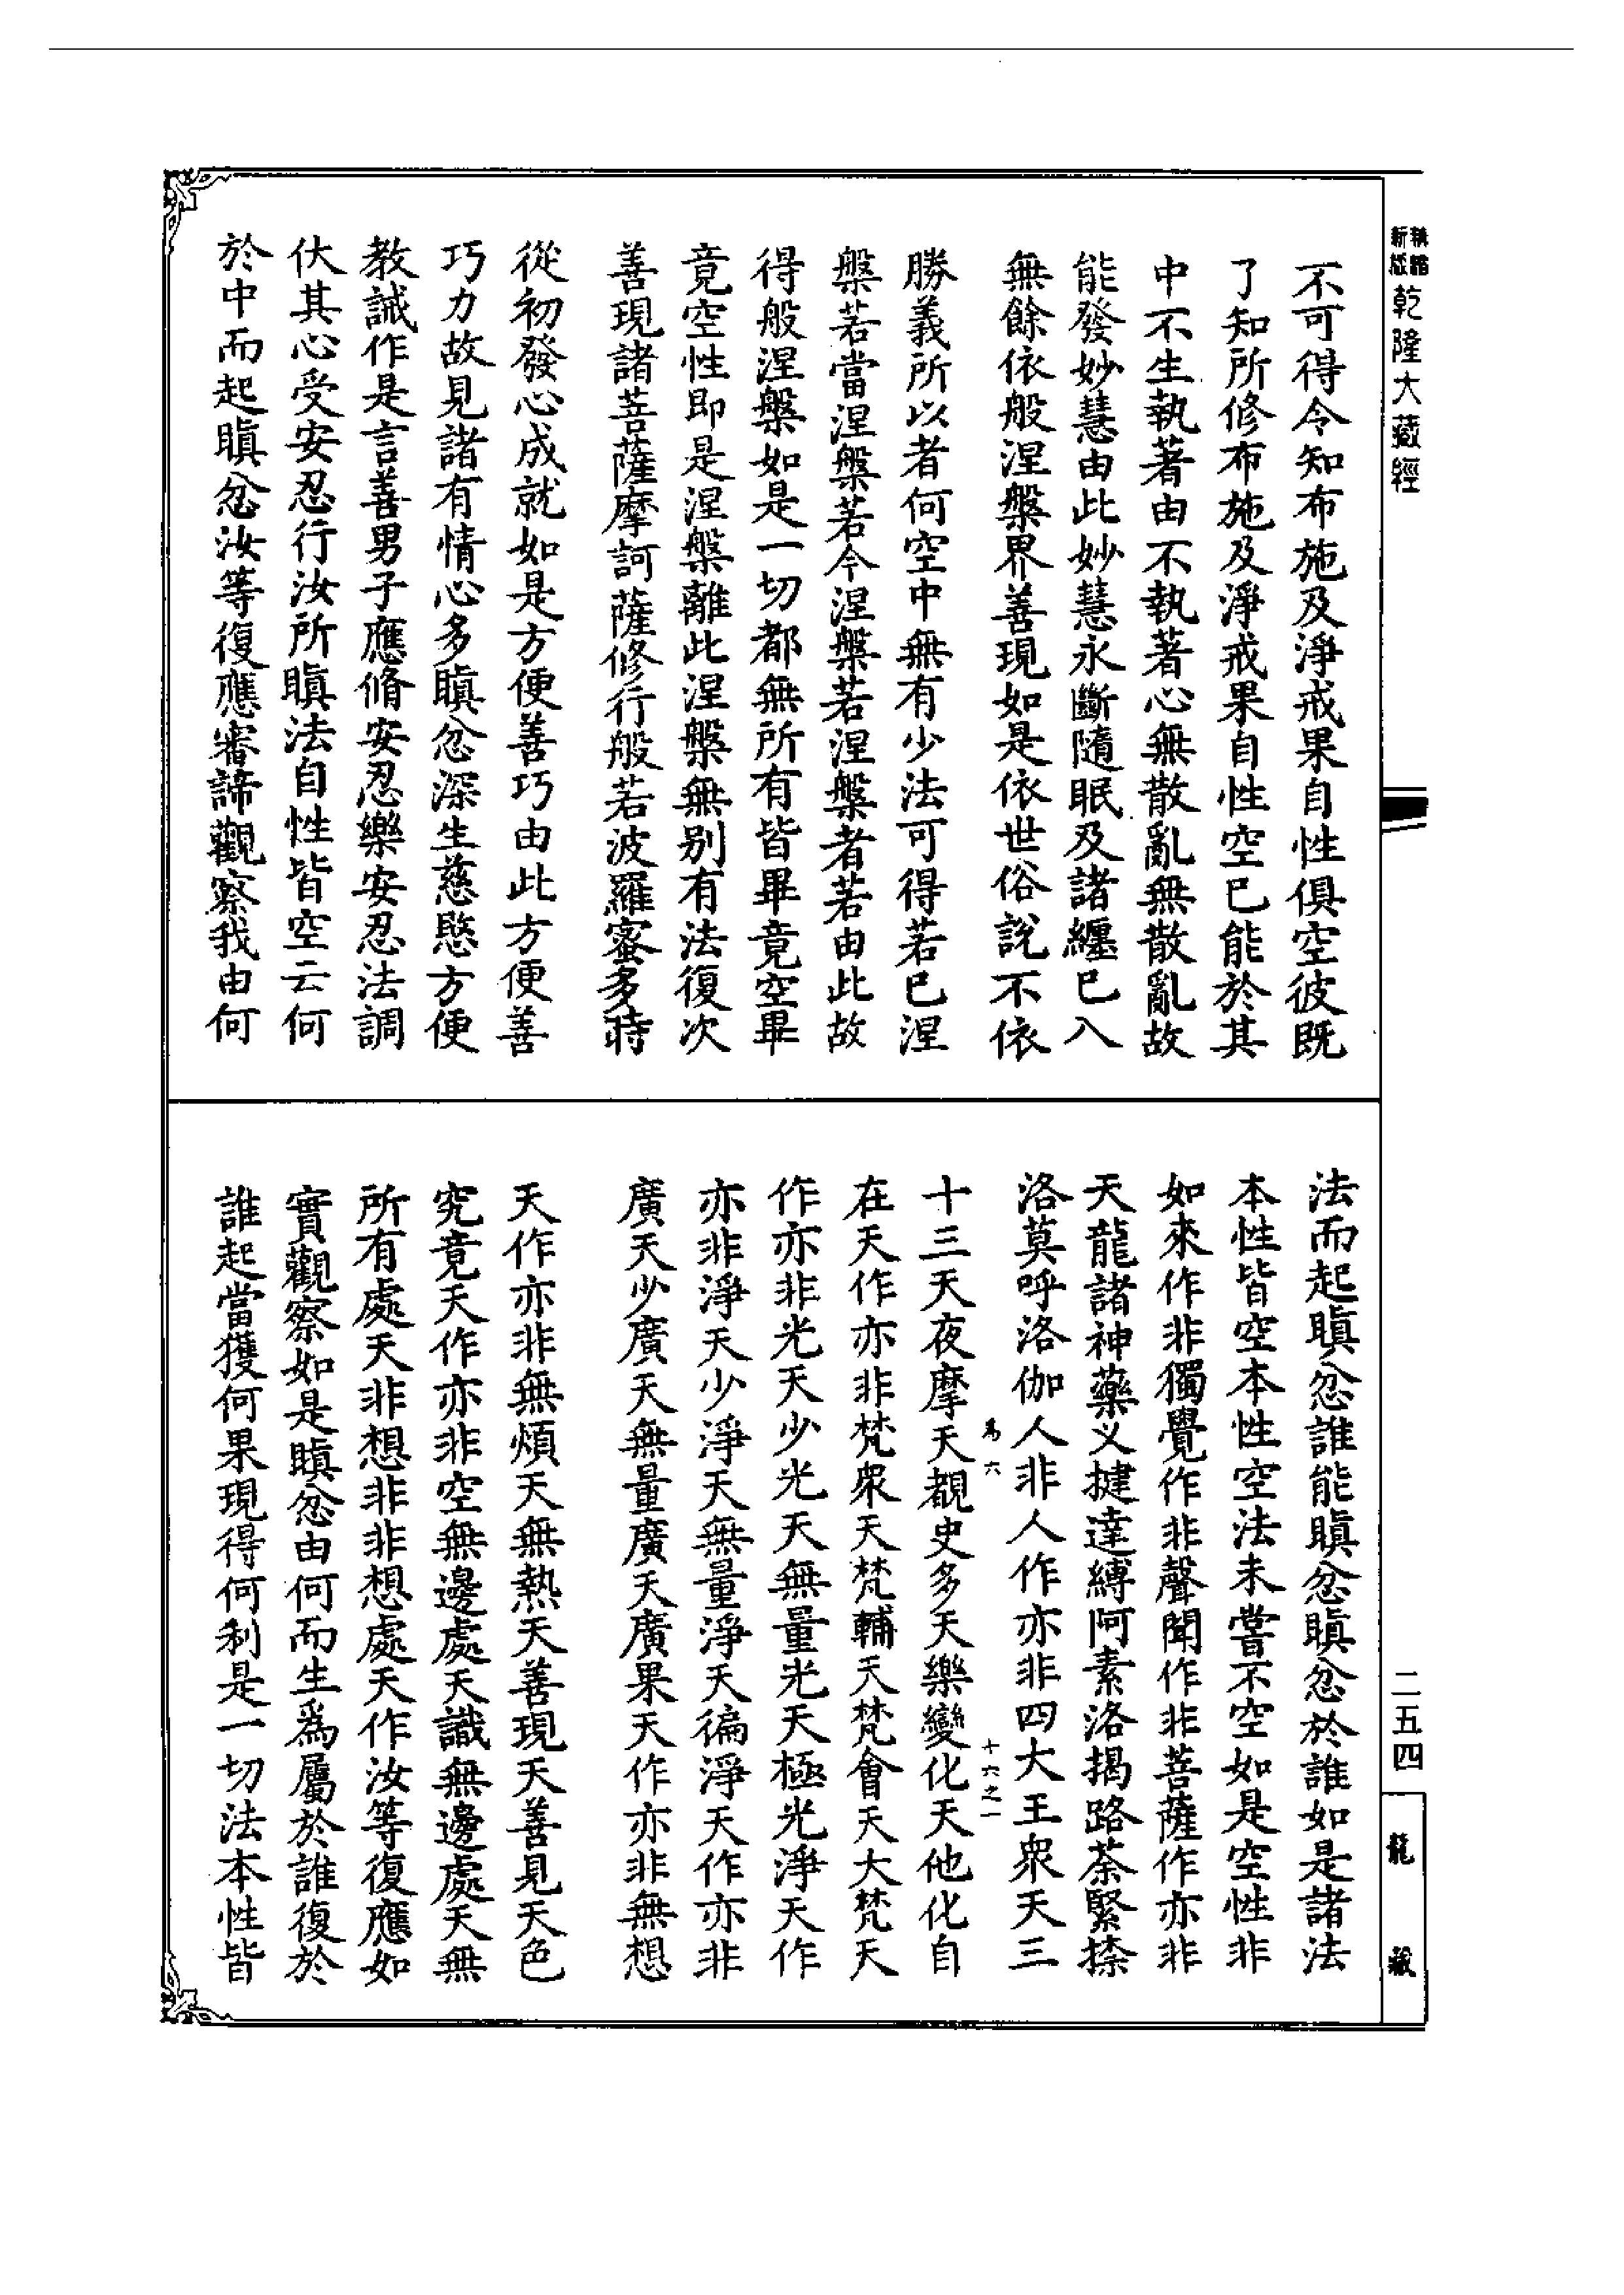 新編縮版乾隆大藏經
不可得令知布施及淨戒果自性俱空彼既
了知所修布施及淨戒果自性空已能於其
中不生執著由不執著心無散亂無散亂故
能發妙慧由此妙慧永斷隨眠及諸纏已入
無餘依般涅槃界善現如是依世俗說不依
勝義所以者何空中無有少法可得若已涅
槃若當涅槃若今涅槃若涅槃者若由此故
得般涅槃如是一切都無所有皆畢竟空畢
竟空性即是涅槃離此涅槃無別有法復次
善現諸菩薩摩訶薩修行般若波羅蜜多時
從初發心成就如是方便善巧由此方便善
巧力故見諸有情心多瞋忿深生慈愍方便
教誡作是言善男子應脩安忍樂安忍法調
伏其心受安忍行汝所瞋法自性皆空云何
於中而起瞋忿汝等復應審諦觀察我由何
法而起瞋忿誰能瞋忿瞋忿於誰如是諸法
本性皆空本性空法未嘗不空如是空性非
如來作非獨覺作非聲聞作非菩薩作亦非
天龍諸神藥义揵達縛阿素洛揭路荼緊捺
洛莫呼洛伽人非人作亦非四大王眾天三
為六
十六之一
十三天夜摩天覩史多天樂變化天他化自
在天作亦非梵眾天梵輔天梵會天大梵天
作亦非光天少光天無量光天極光淨天作
亦非淨天少淨天無量淨天徧淨天作亦非
廣天少廣天無量廣天廣果天作亦非無想
天作亦非無煩天無熱天善現天善見天色
究竟天作亦非空無邊處天識無邊處天無
所有處天非想非非想處天作汝等復應如
實觀察如是瞋忿由何而生為屬於誰復於
誰起當獲何果現得何利是一切法本性皆
二五四
龍藏